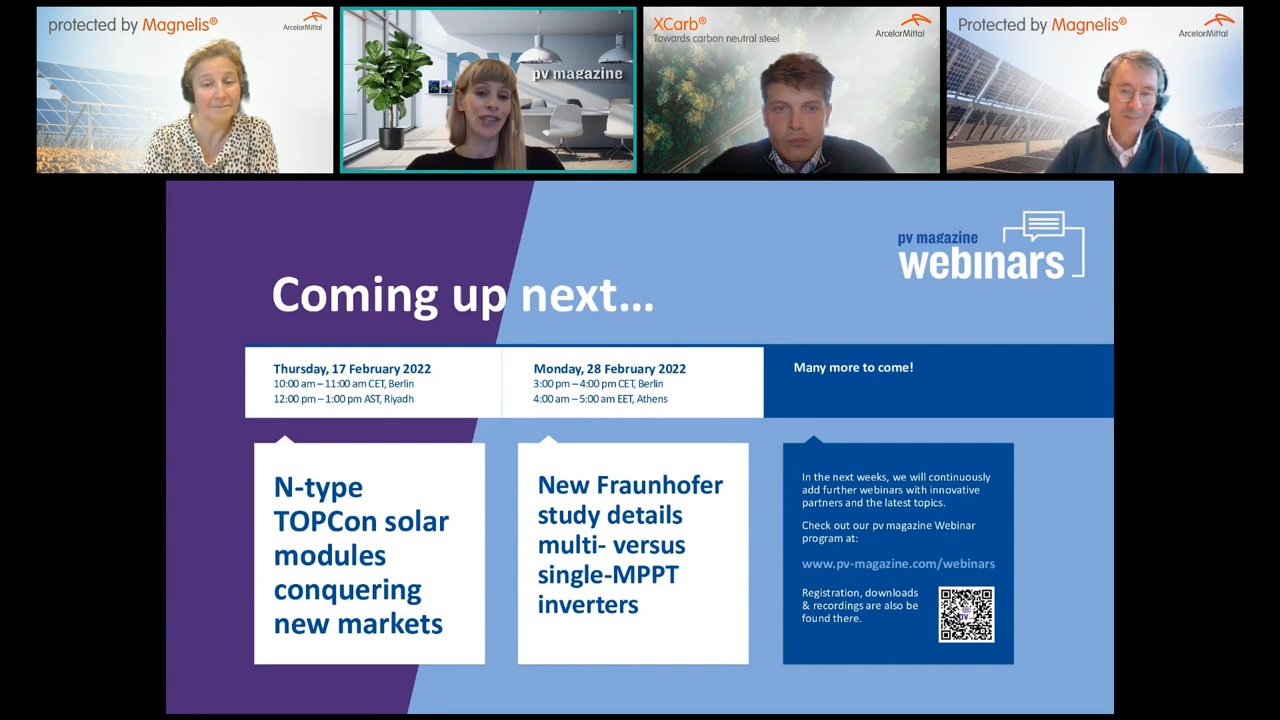 protected by Magnelis®
ArcelorMittal
pv
pv magazine
XCarb®
Towards carbon neutral steel
ArcelorMittal
Protected by Magnelis®
ArcelorMittal
pv magazine
webinars
Coming up next...
Thursday, 17 February 2022
10:00 am – 11:00 am CET, Berlin
12:00 pm – 1:00 pm AST, Riyadh
Monday, 28 February 2022
3:00 pm – 4:00 pm CET, Berlin
4:00 am – 5:00 am EET, Athens
Many more to come!
N-type
TOPCon solar
modules
conquering
new markets
New Fraunhofer
study details
multi- versus
single-MPPT
inverters
In the next weeks, we will continuously
add further webinars with innovative
partners and the latest topics.
Check out our pv magazine Webinar
program at:
www.pv-magazine.com/webinars
Registration, downloads
& recordings are also be
found there.